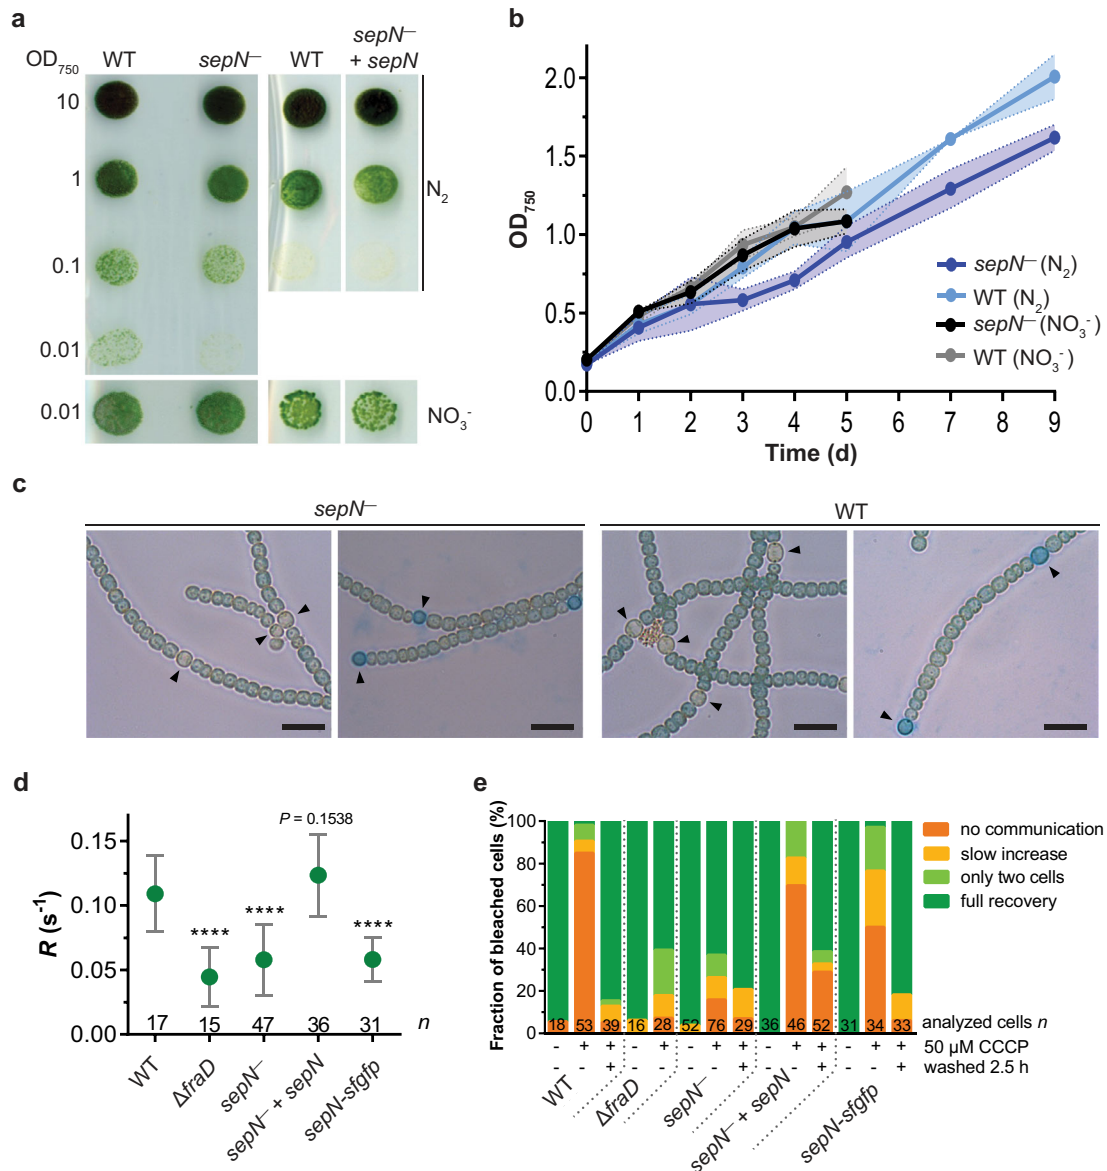 a
OD750 WT sepN– WT sepN– + sepN
10
1
0.1
0.01
N2
0.01
NO3-
b
OD750
2.0
1.5
1.0
0.5
0.0
0 1 2 3 4 5 6 7 8 9
Time (d)
sepN– (N2)
WT (N2)
sepN– (NO3-)
WT (NO3-)
c
sepN– WT
d
R (s-1)
0.15
0.10
0.05
0.00
P = 0.1538
**** **** ****
17 15 47 36 31 n
WT ΔfraD sepN– sepN– + sepN sepN-sfgfp
e
Fraction of bleached cells (%)
100
80
60
40
20
0
no communication
slow increase
only two cells
full recovery
18 53 39 16 28 52 76 29 36 46 52 31 34 33 analyzed cells n
- + + - + - + + - + + - + + 50 µM CCCP
- - + - - - - + - - + - - + washed 2.5 h
WT ΔfraD sepN– sepN– + sepN sepN-sfgfp